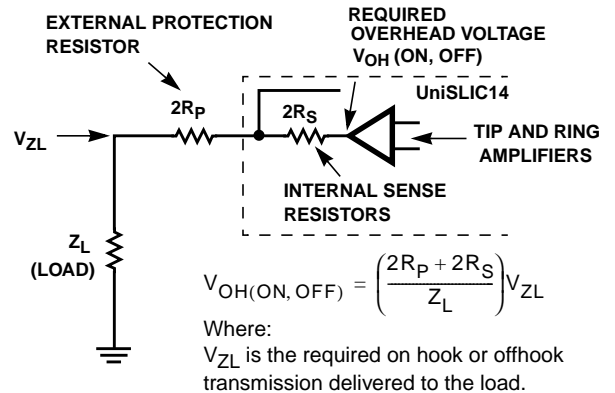 EXTERNAL PROTECTION
RESISTOR
REQUIRED
OVERHEAD VOLTAGE
V_OH (ON, OFF)
UniSLIC14
2R_P
2R_S
V_ZL
TIP AND RING
AMPLIFIERS
INTERNAL SENSE
RESISTORS
Z_L
(LOAD)
V_OH(ON, OFF) = ((2R_P + 2R_S) / Z_L) V_ZL
Where:
V_ZL is the required on hook or offhook
transmission delivered to the load.